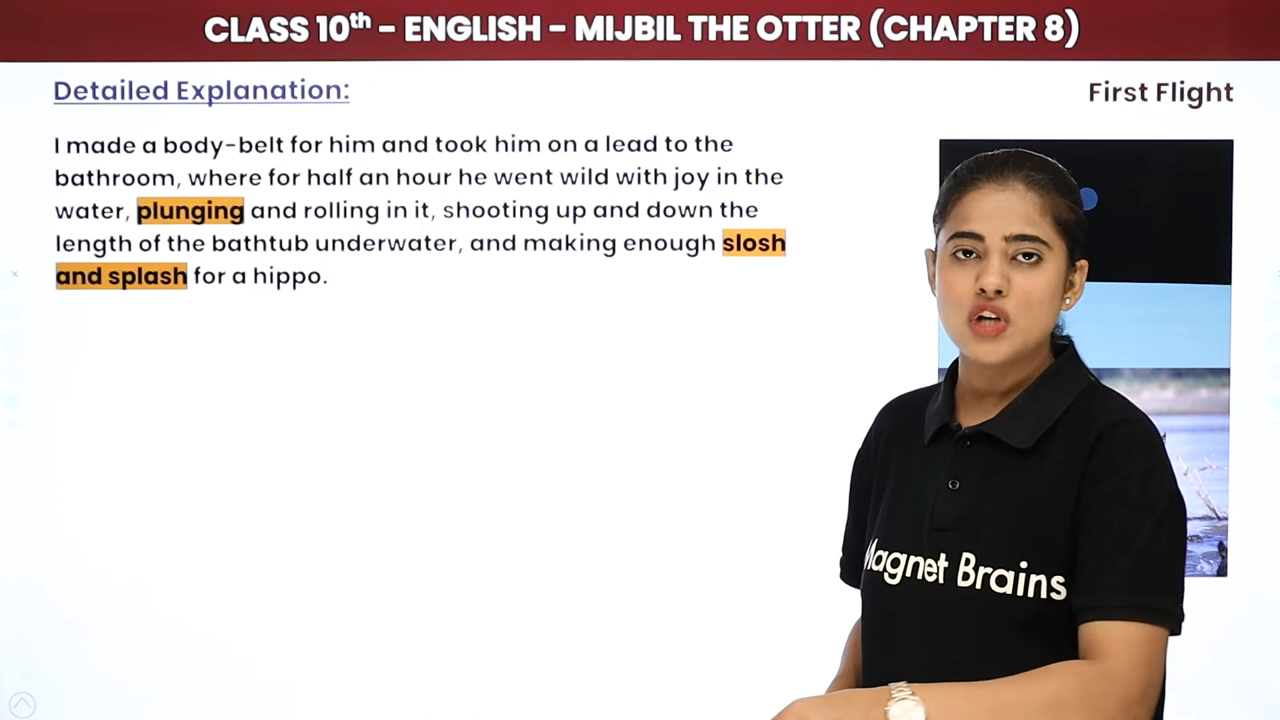 CLASS 10th - ENGLISH - MIJBIL THE OTTER (CHAPTER 8)
Detailed Explanation:
First Flight
I made a body-belt for him and took him on a lead to the
bathroom, where for half an hour he went wild with joy in the
water, plunging and rolling in it, shooting up and down the
length of the bathtub underwater, and making enough slosh
and splash for a hippo.
Magnet Brains